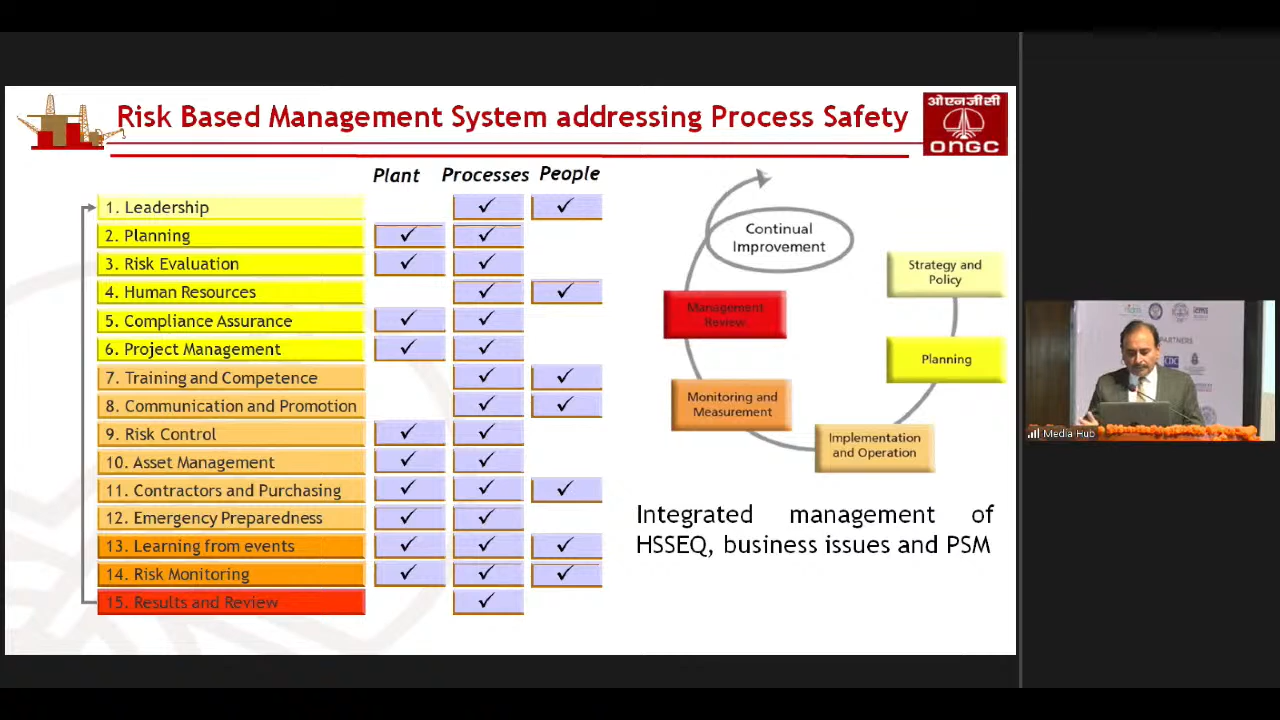 Risk Based Management System addressing Process Safety
ओएनजीसी
ONGC
Plant Processes People
1. Leadership ✓ ✓
2. Planning ✓ ✓
3. Risk Evaluation ✓ ✓
4. Human Resources ✓ ✓
5. Compliance Assurance ✓ ✓
6. Project Management ✓ ✓
7. Training and Competence ✓ ✓
8. Communication and Promotion ✓ ✓
9. Risk Control ✓ ✓
10. Asset Management ✓ ✓
11. Contractors and Purchasing ✓ ✓ ✓
12. Emergency Preparedness ✓ ✓
13. Learning from events ✓ ✓ ✓
14. Risk Monitoring ✓ ✓ ✓
15. Results and Review ✓
Continual
Improvement
Strategy and
Policy
Management
Review
Planning
Monitoring and
Measurement
Implementation
and Operation
Integrated management of
HSSEQ, business issues and PSM
PARTNERS
CDC
Media Hub